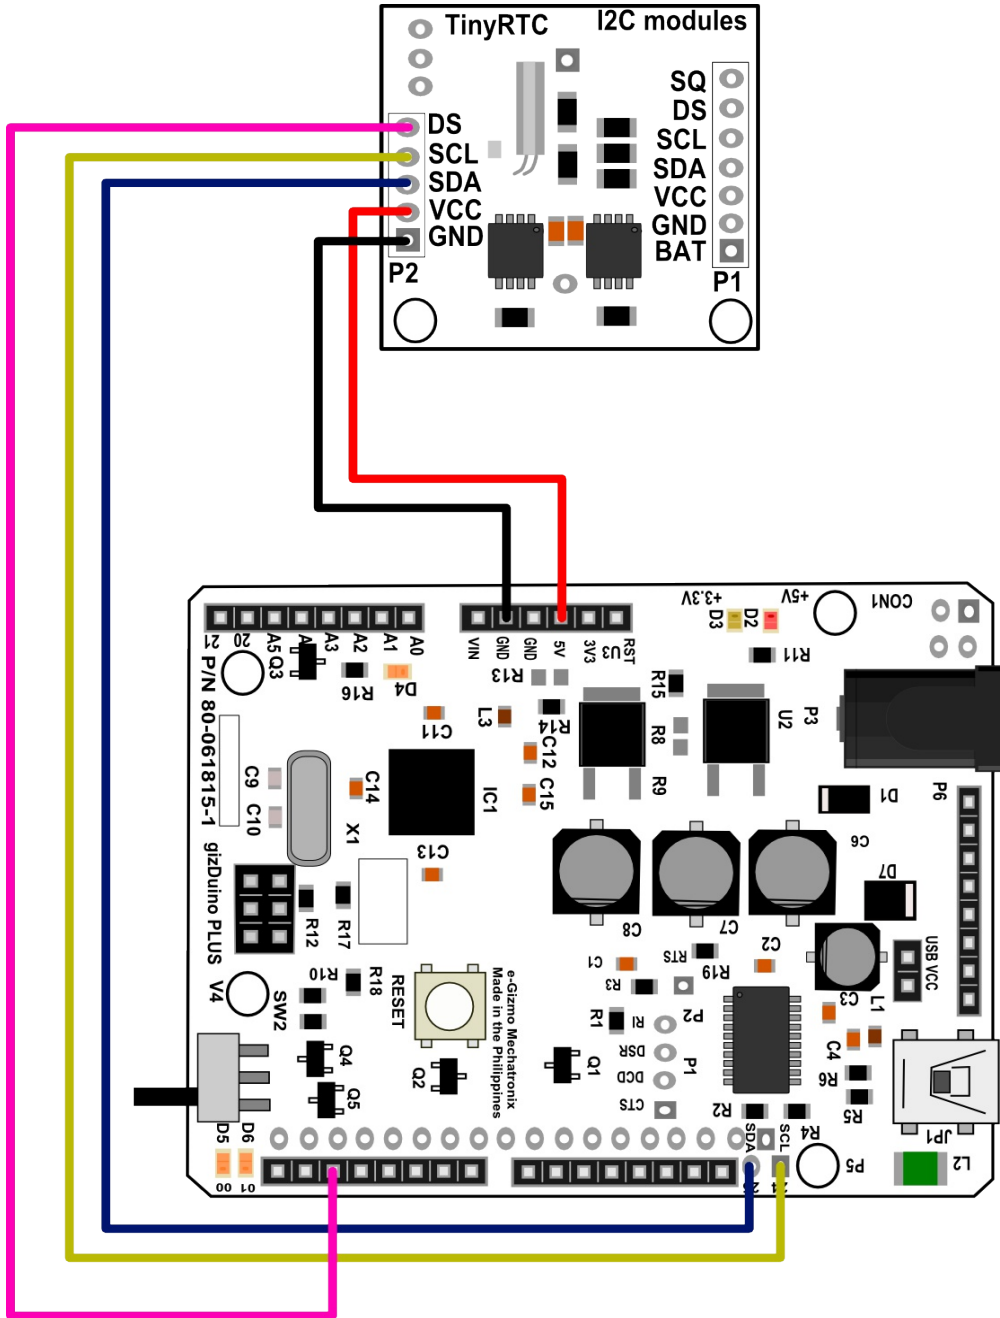 TinyRTC
I2C modules
DS
SCL
SDA
VCC
GND
P2
SQ
DS
SCL
SDA
VCC
GND
BAT
P1
21
20
A5
A3
A2
A1
A0
VIN
GND
GND
5V
3V3
RST
U3
+3.3V
D3
D2
+5V
CON1
P/N 80-061815-1
Q3
R16
D4
R13
R14
L3
C11
C12
C15
R15
R8
R9
R11
U2
P3
P6
C9
C10
C14
X1
IC1
C13
D1
C6
D7
gizDuino PLUS
V4
SW2
R12
R17
R10
R18
RESET
e-Gizmo Mechatronix
Made in the Philippines
C8
C7
C2
C1
RTS
R19
R3
R1
RI
P2
DSR
DCD
CTS
P1
Q1
Q2
Q4
Q5
USB VCC
C3
L1
C4
R6
R5
R2
R4
JP1
D5
D6
00
01
SDA
SCL
P5
L2